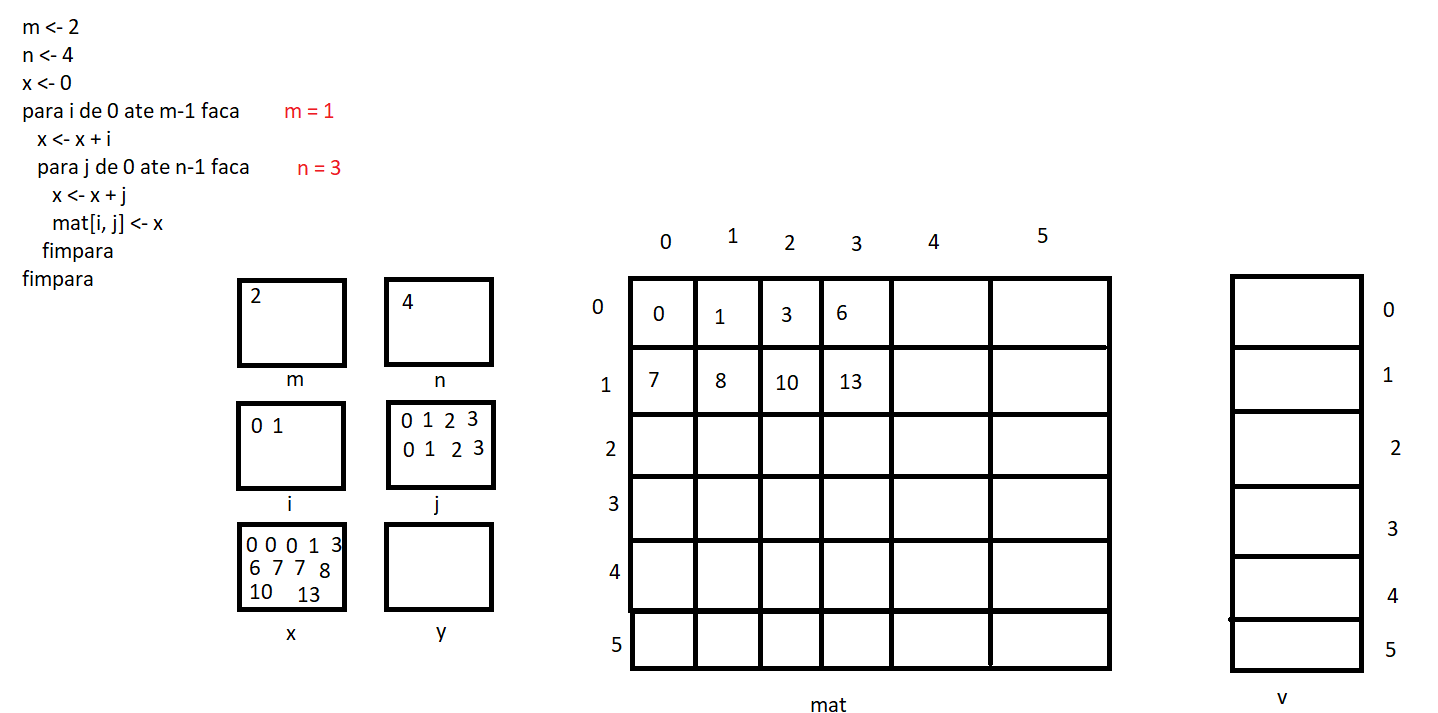 m <- 2
n <- 4
x <- 0
para i de 0 ate m-1 faca m = 1
x <- x + i
para j de 0 ate n-1 faca n = 3
x <- x + j
mat[i, j] <- x
fimpara
fimpara
2
m
4
n
0 1
i
0 1 2 3
0 1 2 3
j
0 0 0 1 3
6 7 7 8
10 13
x
y
0 1 2 3 4 5
0 0 1 3 6
1 7 8 10 13
2
3
4
5
mat
0
1
2
3
4
5
v